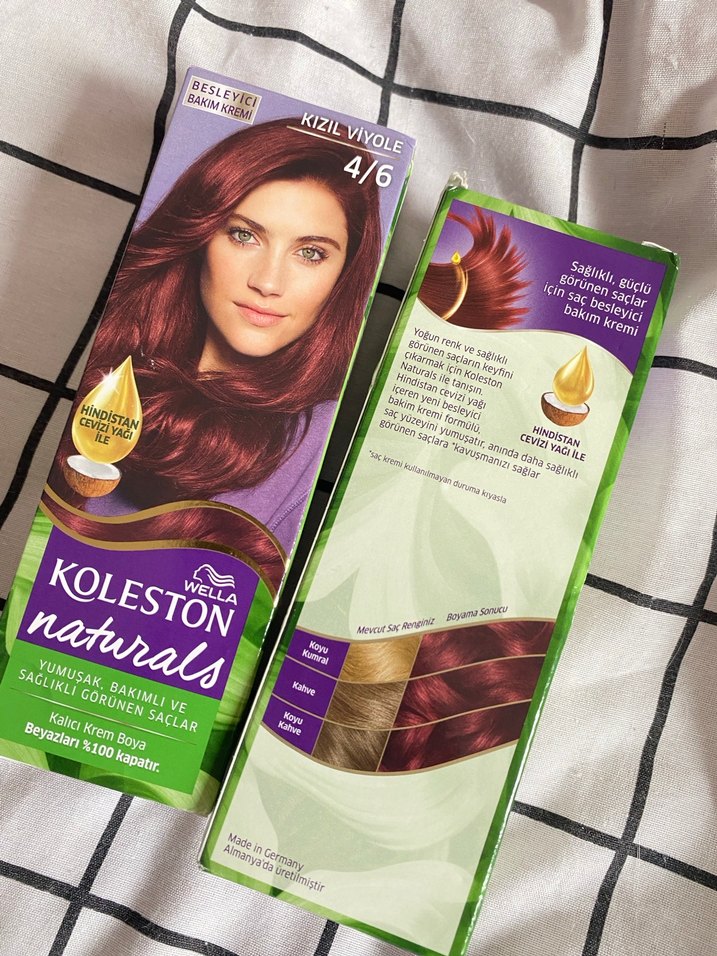 BESLEYİCİ
BAKIM KREMİ
KIZIL VİYOLE
4/6
HİNDİSTAN
CEVİZİ YAĞI
İLE
WELLA
KOLESTON
naturals
YUMUŞAK, BAKIMLI VE
SAĞLIKLI GÖRÜNEN SAÇLAR
Kalıcı Krem Boya
Beyazları %100 kapatır.
Sağlıklı, güçlü
görünen saçlar
için saç besleyici
bakım kremi
Yoğun renk ve sağlıklı
görünen saçların keyfini
çıkarmak için Koleston
Naturals ile tanışın.
Hindistan cevizi yağı
içeren yeni besleyici
bakım kremi formülü,
saç yüzeyini yumuşatır, anında daha sağlıklı
görünen saçlara *kavuşmanızı sağlar
HİNDİSTAN
CEVİZİ YAĞI İLE
*saç kremi kullanılmayan duruma kıyasla
Mevcut Saç Renginiz Boyama Sonucu
Koyu
Kumral
Kahve
Koyu
Kahve
Made in Germany
Almanya'da üretilmiştir